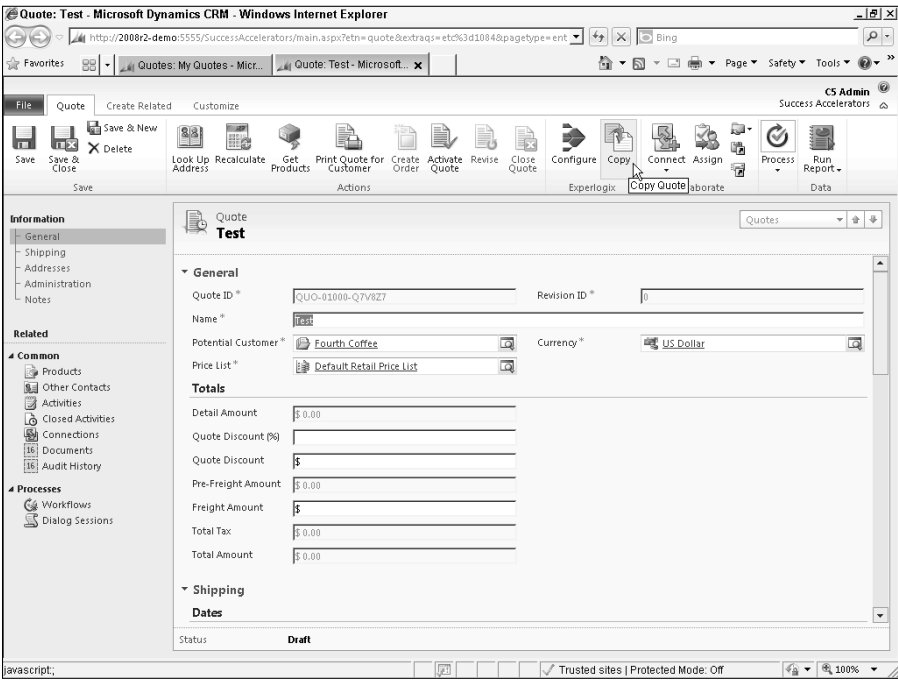 Quote: Test - Microsoft Dynamics CRM - Windows Internet Explorer
http://2008r2-demo:5555/SuccessAccelerators/main.aspx?etn=quote&extraqs=etc%3d1084&pagetype=ent
Bing
Favorites
Quotes: My Quotes - Micr...
Quote: Test - Microsoft...
Page Safety Tools
CS Admin
Success Accelerators
File Quote Create Related Customize
Save
Save & Close
Save & New
Delete
Look Up Address
Recalculate
Get Products
Print Quote for Customer
Create Order
Activate Quote
Revise
Close Quote
Configure
Copy
Connect
Assign
Process
Run Report
Save
Actions
Experlogix
Copy Quote
aborate
Data
Information
General
Shipping
Addresses
Administration
Notes
Related
Common
Products
Other Contacts
Activities
Closed Activities
Connections
16 Documents
16 Audit History
Processes
Workflows
Dialog Sessions
Quote
Test
Quotes
General
Quote ID * QUO-01000-Q7V8Z7 Revision ID * 0
Name * Test
Potential Customer * Fourth Coffee Currency * US Dollar
Price List * Default Retail Price List
Totals
Detail Amount $ 0.00
Quote Discount (%)
Quote Discount $
Pre-Freight Amount $ 0.00
Freight Amount $
Total Tax $ 0.00
Total Amount $ 0.00
Shipping
Dates
Status Draft
javascript:; Trusted sites | Protected Mode: Off 100%